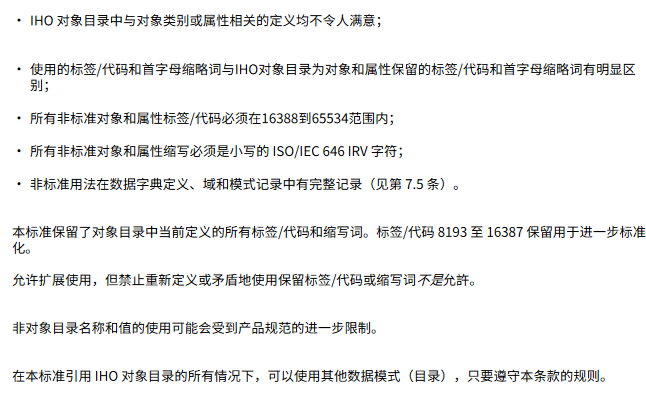 • IHO 对象目录中与对象类别或属性相关的定义均不令人满意；
• 使用的标签/代码和首字母缩略词与IHO对象目录为对象和属性保留的标签/代码和首字母缩略词有明显区
别；
• 所有非标准对象和属性标签/代码必须在16388到65534范围内；
• 所有非标准对象和属性缩写必须是小写的 ISO/IEC 646 IRV 字符；
• 非标准用法在数据字典定义、域和模式记录中有完整记录（见第 7.5 条）。
本标准保留了对象目录中当前定义的所有标签/代码和缩写词。标签/代码 8193 至 16387 保留用于进一步标准
化。
允许扩展使用，但禁止重新定义或矛盾地使用保留标签/代码或缩写词不是允許。
非对象目录名称和值的使用可能会受到产品规范的进一步限制。
在本标准引用 IHO 对象目录的所有情况下，可以使用其他数据模式（目录），只要遵守本条款的规则。